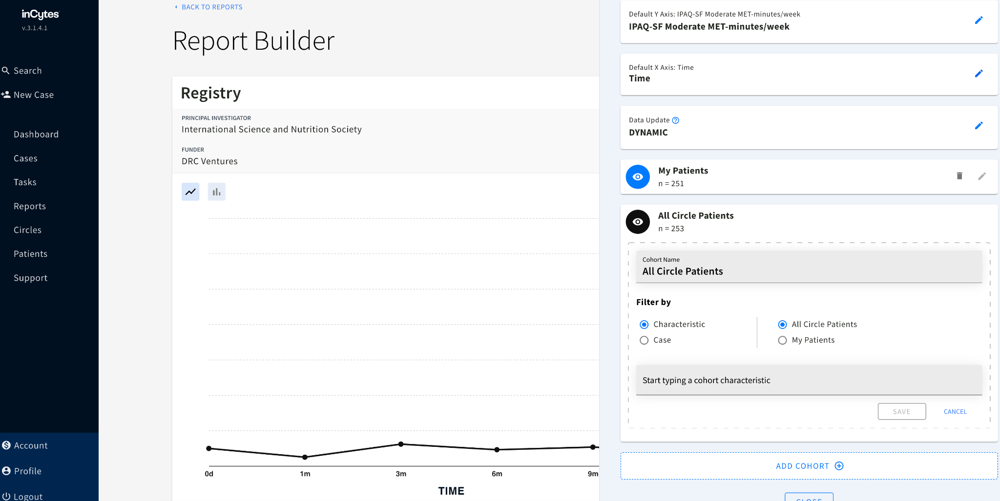 inCytes
v.3.1.4.1
Search
New Case
Dashboard
Cases
Tasks
Reports
Circles
Patients
Support
Account
Profile
Logout
BACK TO REPORTS
Report Builder
Registry
PRINCIPAL INVESTIGATOR
International Science and Nutrition Society
FUNDER
DRC Ventures
0d 1m 3m 6m 9m
TIME
Default Y Axis: IPAQ-SF Moderate MET-minutes/week
IPAQ-SF Moderate MET-minutes/week
Default X Axis: Time
Time
Data Update
DYNAMIC
My Patients
n = 251
All Circle Patients
n = 253
Cohort Name
All Circle Patients
Filter by
Characteristic All Circle Patients
Case My Patients
Start typing a cohort characteristic
SAVE CANCEL
ADD COHORT
CLOSE